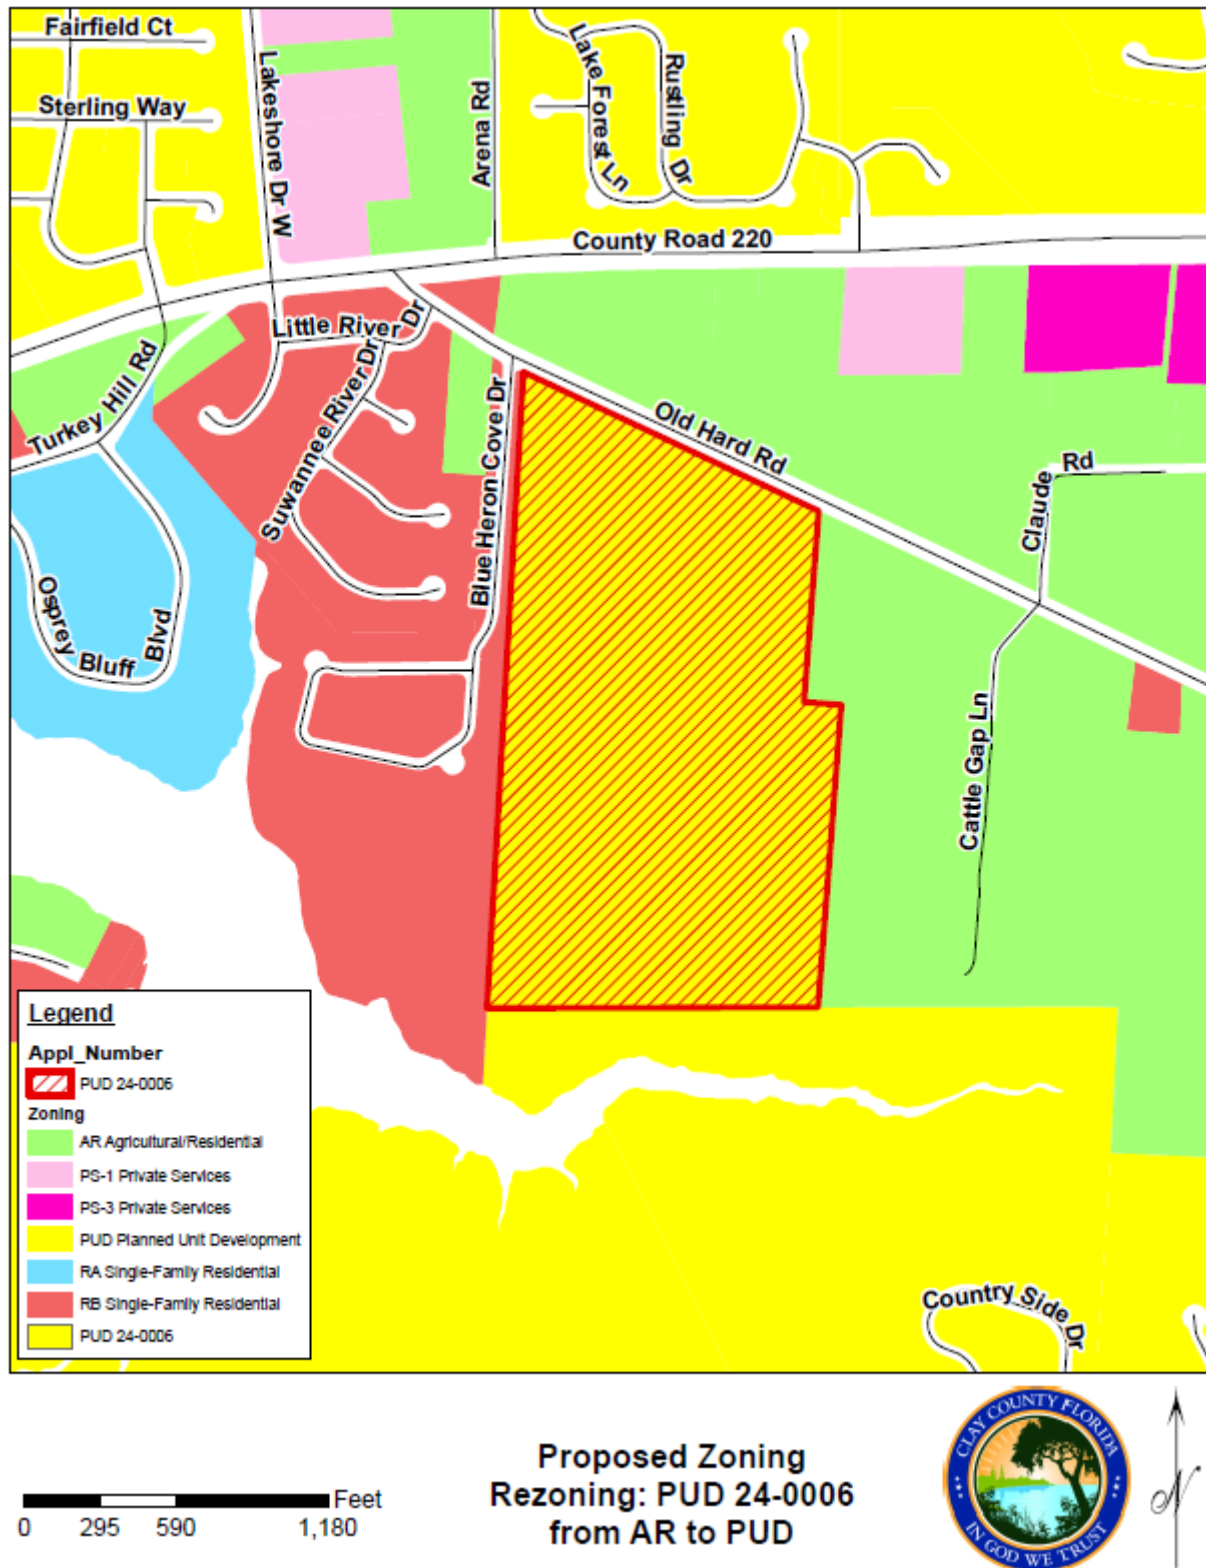 Fairfield Ct
Sterling Way
Lakeshore Dr W
Arena Rd
Lake Forest Ln
Rustling Dr
County Road 220
Little River Dr
Turkey Hill Rd
Suwannee River Dr
Blue Heron Cove Dr
Old Hard Rd
Claude Rd
Osprey Bluff Blvd
Cattle Gap Ln
Country Side Dr
Legend
Appl_Number
PUD 24-0006
Zoning
AR Agricultural/Residential
PS-1 Private Services
PS-3 Private Services
PUD Planned Unit Development
RA Single-Family Residential
RB Single-Family Residential
PUD 24-0006
Feet
0 295 590 1,180
Proposed Zoning
Rezoning: PUD 24-0006
from AR to PUD
CLAY COUNTY FLORIDA
IN GOD WE TRUST
N